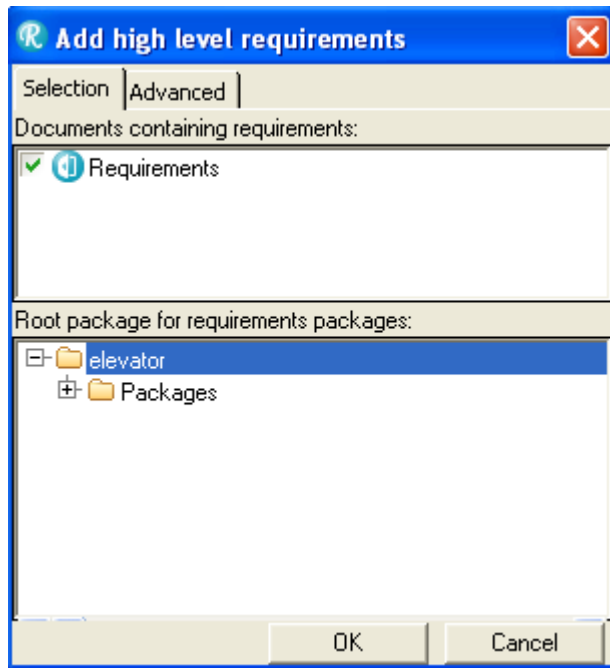 Add high level requirements
Selection Advanced
Documents containing requirements:
Requirements
Root package for requirements packages:
elevator
Packages
OK Cancel